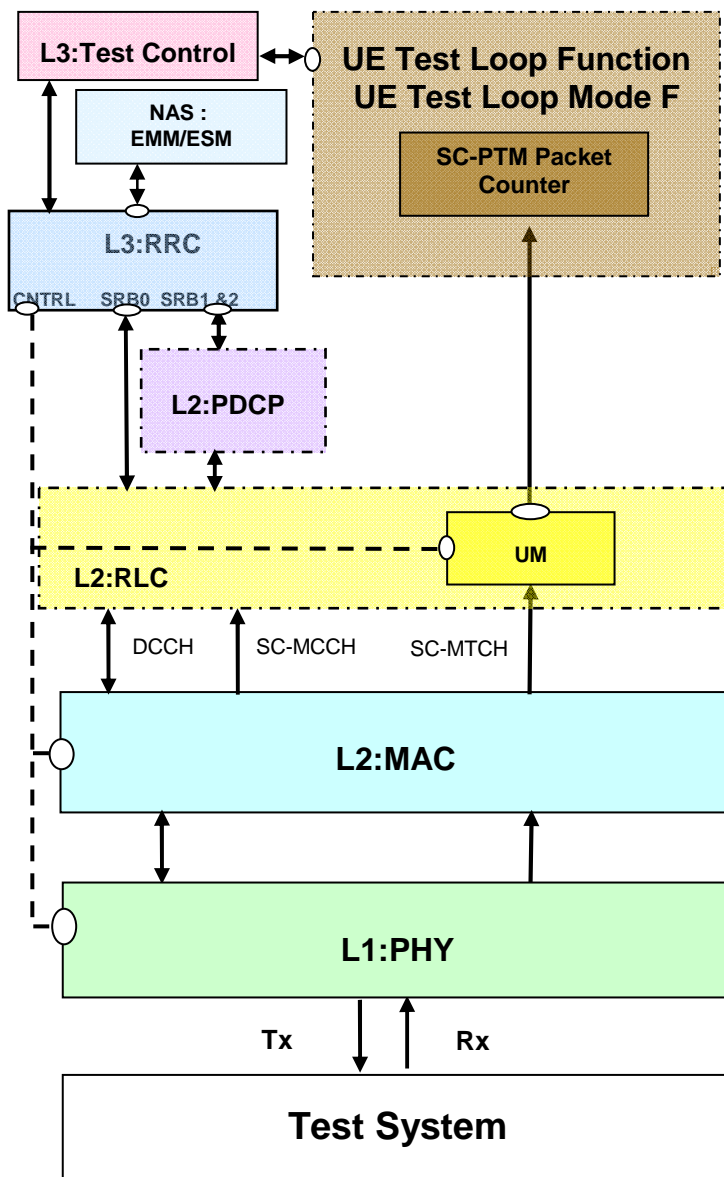 L3:Test Control
UE Test Loop Function
UE Test Loop Mode F
NAS :
EMM/ESM
SC-PTM Packet
Counter
L3:RRC
CNTRL SRB0 SRB1 &2
L2:PDCP
UM
L2:RLC
DCCH SC-MCCH SC-MTCH
L2:MAC
L1:PHY
Tx Rx
Test System